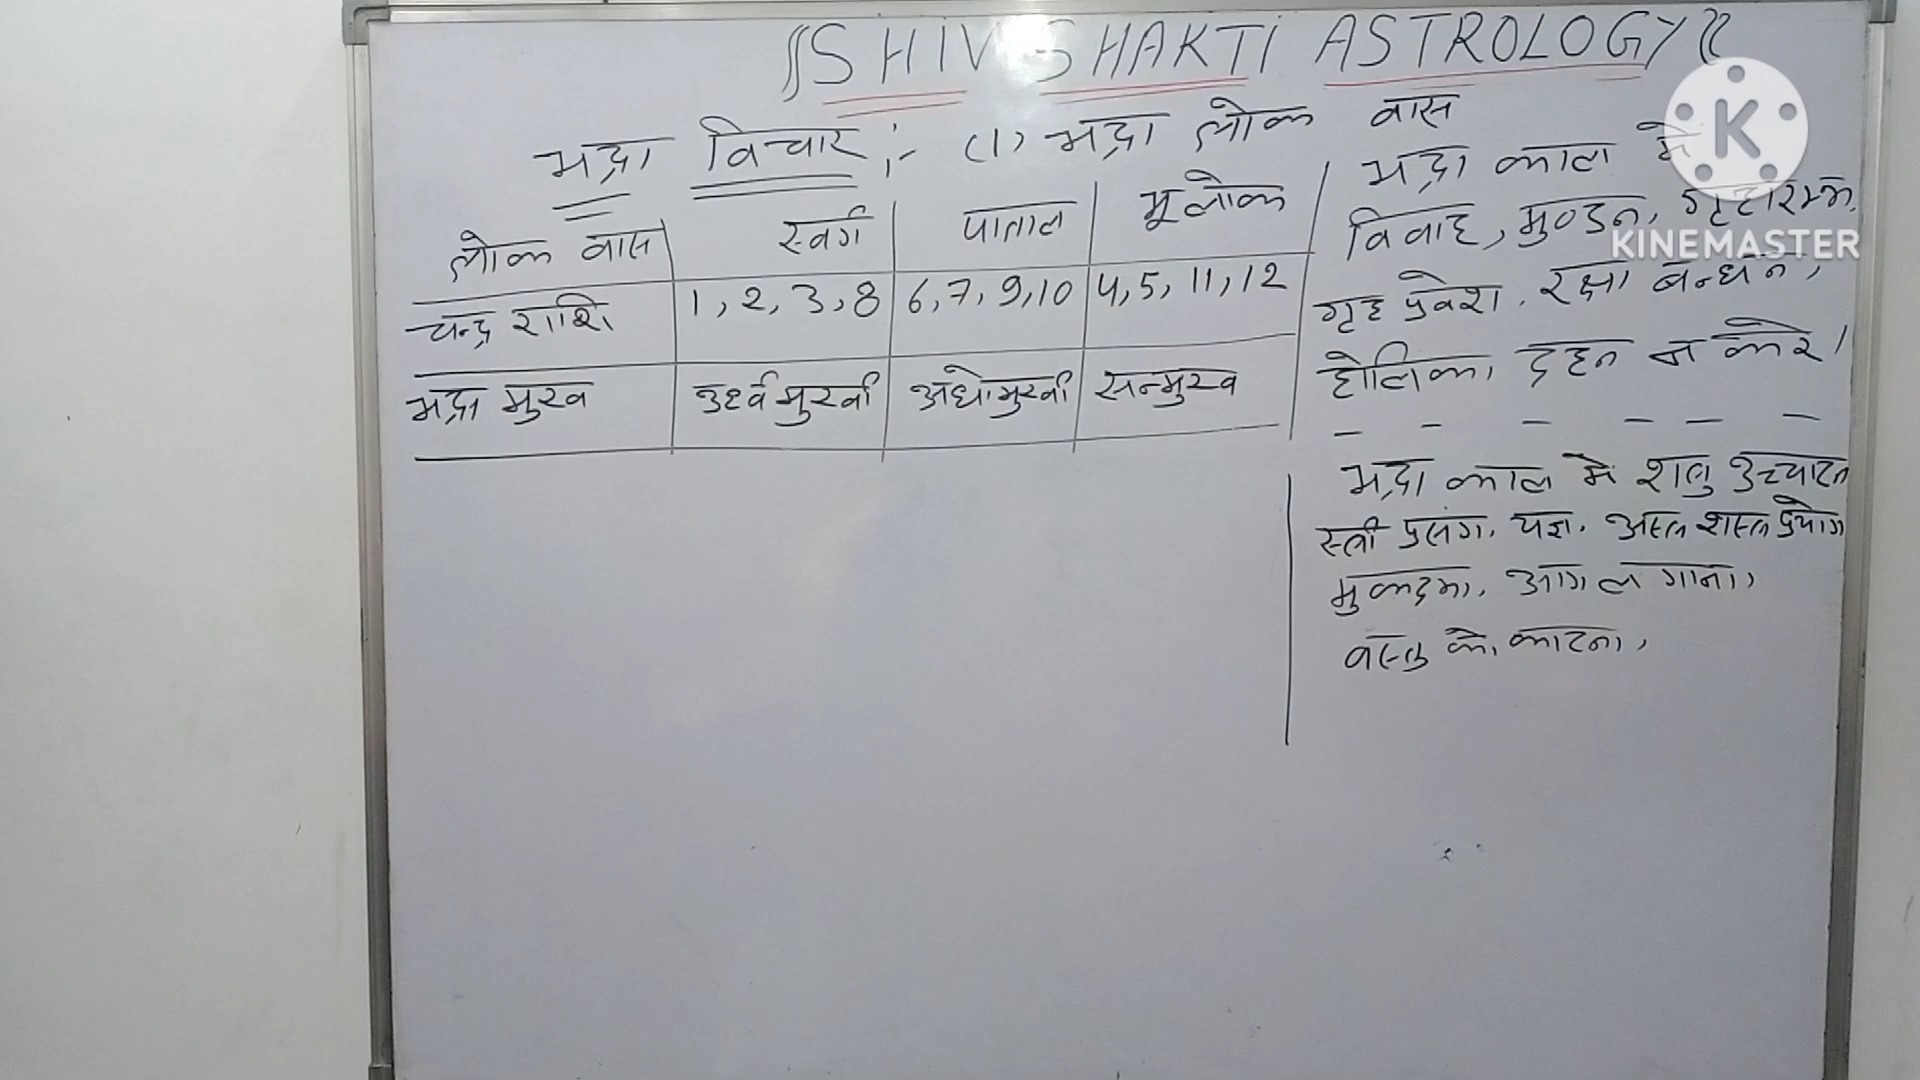 ॥SHIV SHAKTI ASTROLOGY॥
भद्रा विचार :- (1) भद्रा लोक वास
लोक वास | स्वर्ग | पाताल | भूलोक
चन्द्र राशि | 1, 2, 3, 8 | 6, 7, 9, 10 | 4, 5, 11, 12
भद्रा मुख | उर्ध्वमुखी | अधोमुखी | सन्मुख
भद्रा काल मे
विवाह, मुण्डन, गृहारम्भ,
गृह प्रवेश, रक्षा बन्धन,
होलिका दहन न करे।
भद्रा काल मे शत्रु उच्चाटन
स्त्री प्रसंग, यज्ञ, अस्त्र शस्त्र प्रयोग
मुकदमा, आग लगाना,
वस्तु को काटना,
K
KINEMASTER